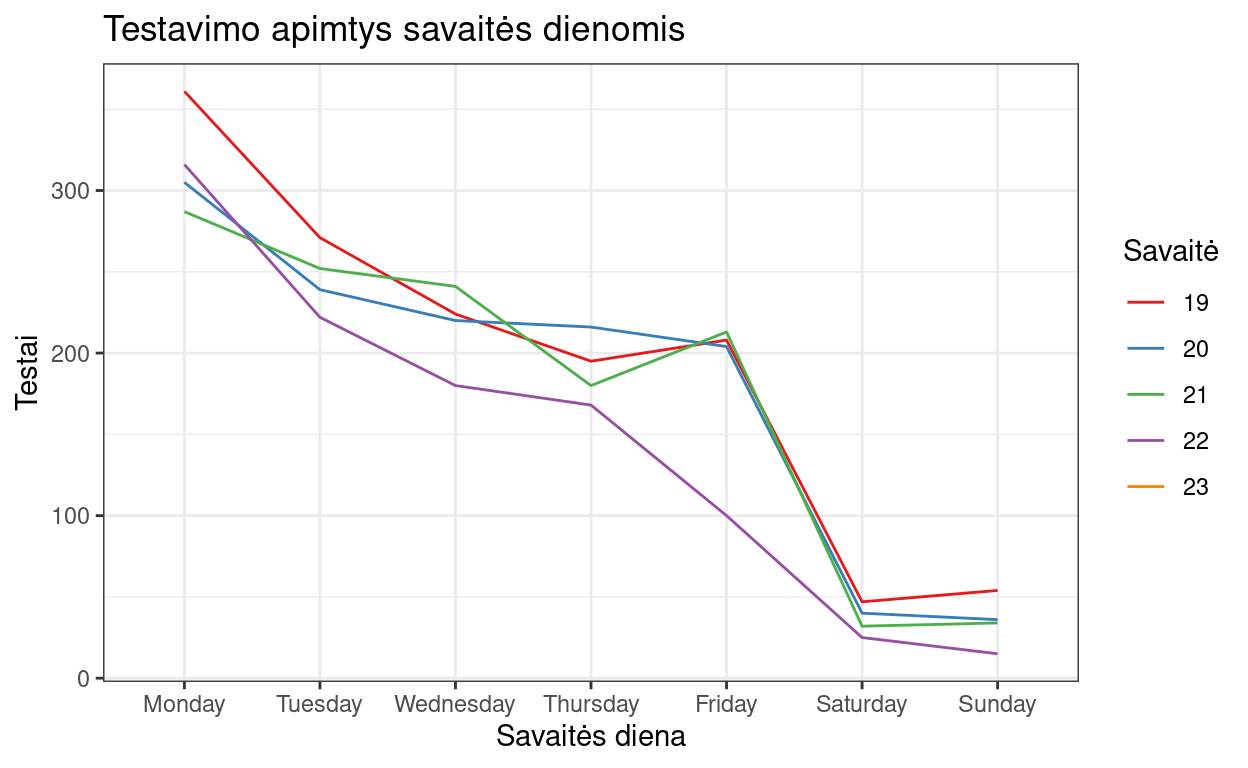 Testavimo apimtys savaitės dienomis
Testai
300
200
100
0
Monday Tuesday Wednesday Thursday Friday Saturday Sunday
Savaitės diena
Savaitė
19
20
21
22
23